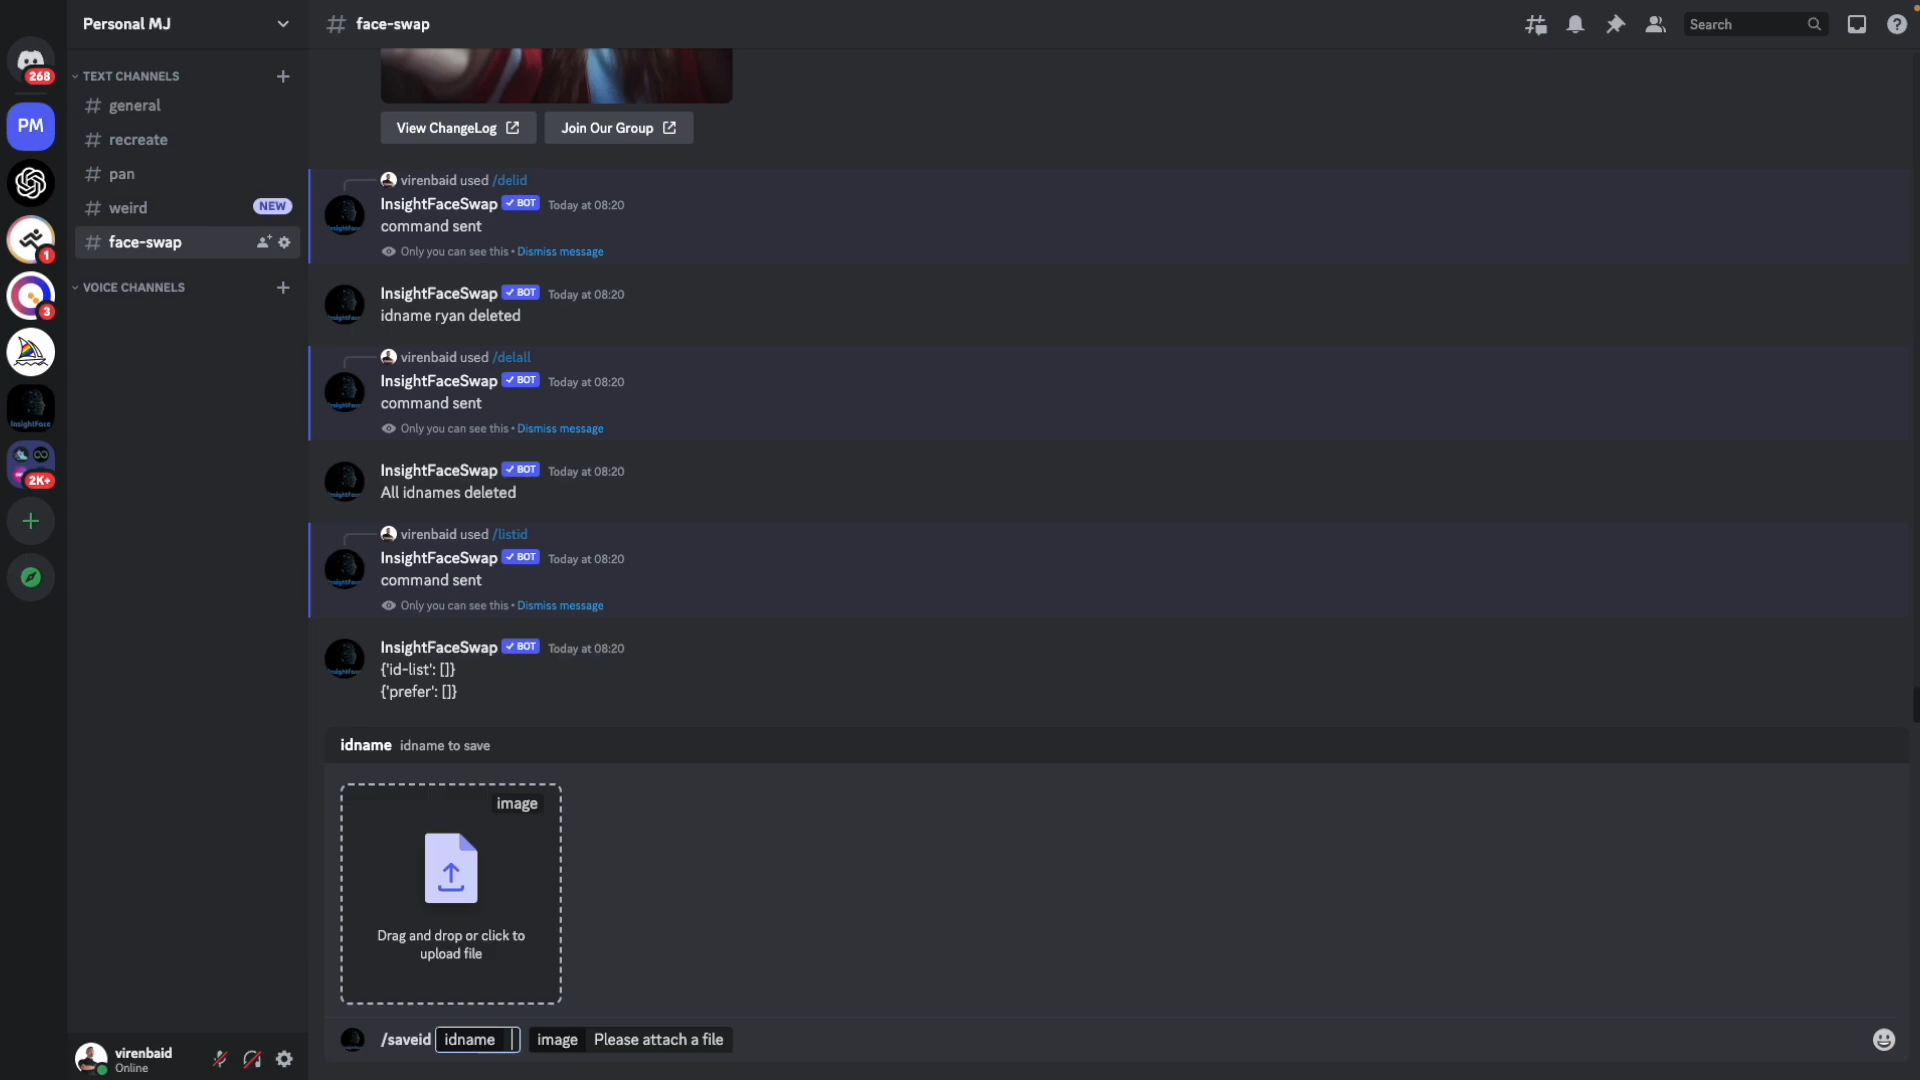 Personal MJ
# face-swap
Search
268
TEXT CHANNELS
# general
# recreate
# pan
# weird NEW
# face-swap
VOICE CHANNELS
PM
1
3
InsightFace
2K+
View ChangeLog
Join Our Group
virenbaid used /delid
InsightFaceSwap BOT Today at 08:20
command sent
Only you can see this • Dismiss message
InsightFaceSwap BOT Today at 08:20
idname ryan deleted
virenbaid used /delall
InsightFaceSwap BOT Today at 08:20
command sent
Only you can see this • Dismiss message
InsightFaceSwap BOT Today at 08:20
All idnames deleted
virenbaid used /listid
InsightFaceSwap BOT Today at 08:20
command sent
Only you can see this • Dismiss message
InsightFaceSwap BOT Today at 08:20
{'id-list': []}
{'prefer': []}
idname idname to save
image
Drag and drop or click to
upload file
/saveid idname image Please attach a file
virenbaid
Online